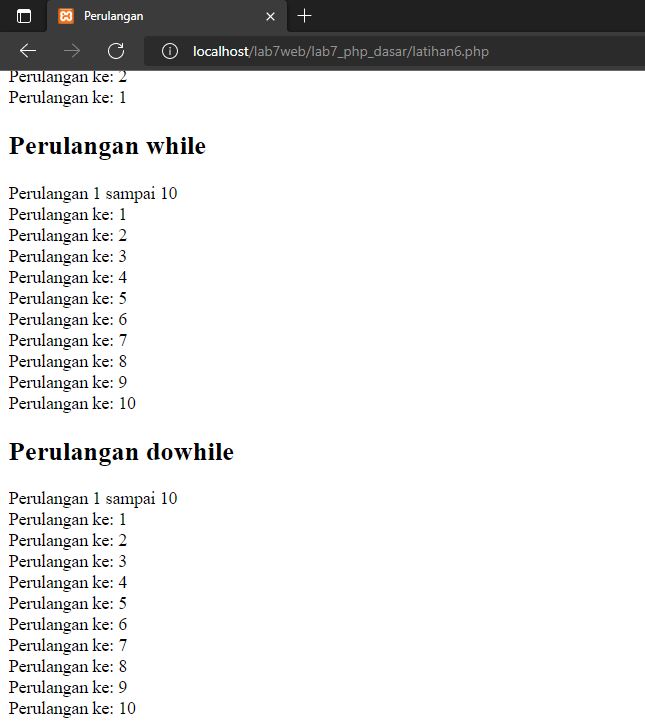 Perulangan
localhost/lab7web/lab7_php_dasar/latihan6.php
Perulangan ke: 2
Perulangan ke: 1
Perulangan while
Perulangan 1 sampai 10
Perulangan ke: 1
Perulangan ke: 2
Perulangan ke: 3
Perulangan ke: 4
Perulangan ke: 5
Perulangan ke: 6
Perulangan ke: 7
Perulangan ke: 8
Perulangan ke: 9
Perulangan ke: 10
Perulangan dowhile
Perulangan 1 sampai 10
Perulangan ke: 1
Perulangan ke: 2
Perulangan ke: 3
Perulangan ke: 4
Perulangan ke: 5
Perulangan ke: 6
Perulangan ke: 7
Perulangan ke: 8
Perulangan ke: 9
Perulangan ke: 10